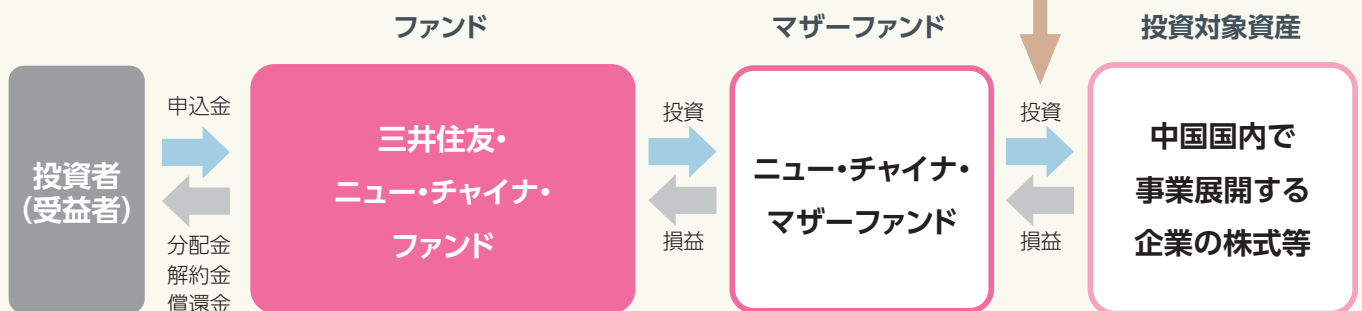 ファンド
マザーファンド
投資対象資産
投資者
(受益者)
申込金
分配金
解約金
償還金
三井住友・
ニュー・チャイナ・
ファンド
投資
損益
ニュー・チャイナ・
マザーファンド
投資
損益
中国国内で
事業展開する
企業の株式等